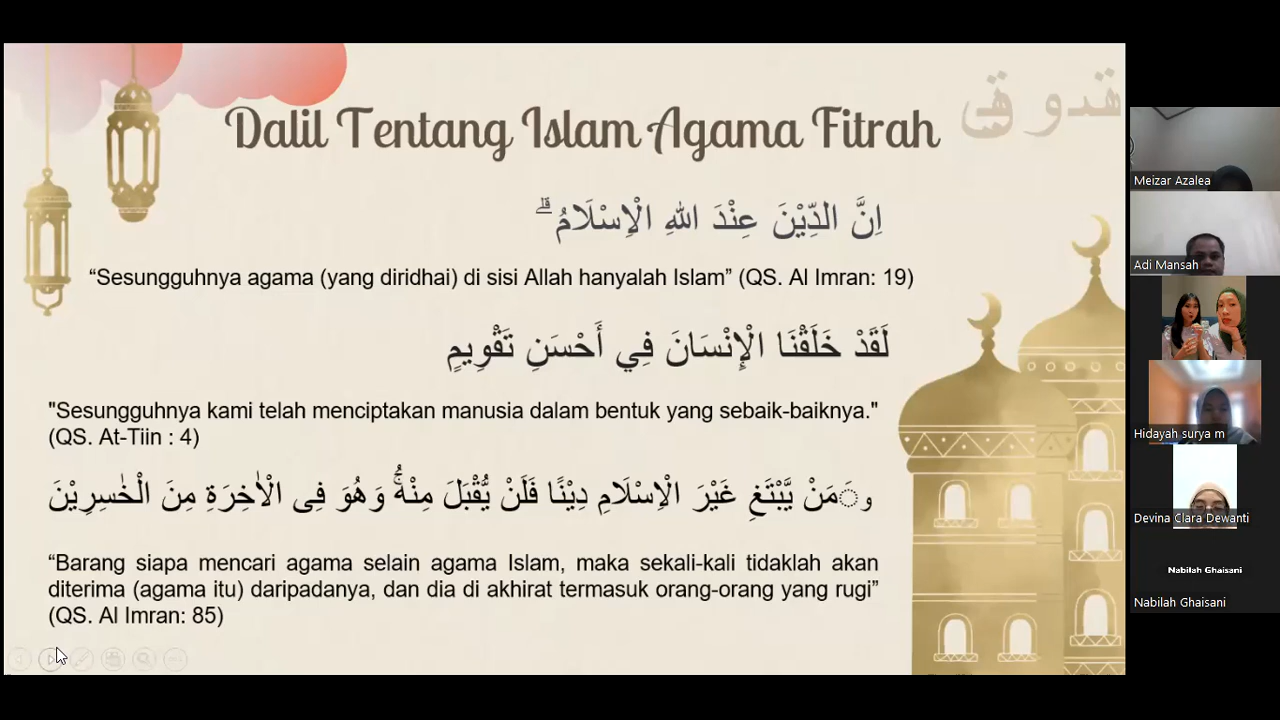 Dalil Tentang Islam Agama Fitrah
اِنَّ الدِّيْنَ عِنْدَ اللهِ الْاِسْلَامُ ۗ
“Sesungguhnya agama (yang diridhai) di sisi Allah hanyalah Islam” (QS. Al Imran: 19)
لَقَدْ خَلَقْنَا الْإِنْسَانَ فِي أَحْسَنِ تَقْوِيمٍ
"Sesungguhnya kami telah menciptakan manusia dalam bentuk yang sebaik-baiknya."
(QS. At-Tiin : 4)
و َمَنْ يَّبْتَغِ غَيْرَ الْاِسْلَامِ دِيْنًا فَلَنْ يُّقْبَلَ مِنْهُۚ وَهُوَ فِى الْاٰخِرَةِ مِنَ الْخٰسِرِيْنَ
“Barang siapa mencari agama selain agama Islam, maka sekali-kali tidaklah akan
diterima (agama itu) daripadanya, dan dia di akhirat termasuk orang-orang yang rugi”
(QS. Al Imran: 85)
Meizar Azalea
Adi Mansah
Hidayah surya m
Devina Clara Dewanti
Nabilah Ghaisani
Nabilah Ghaisani